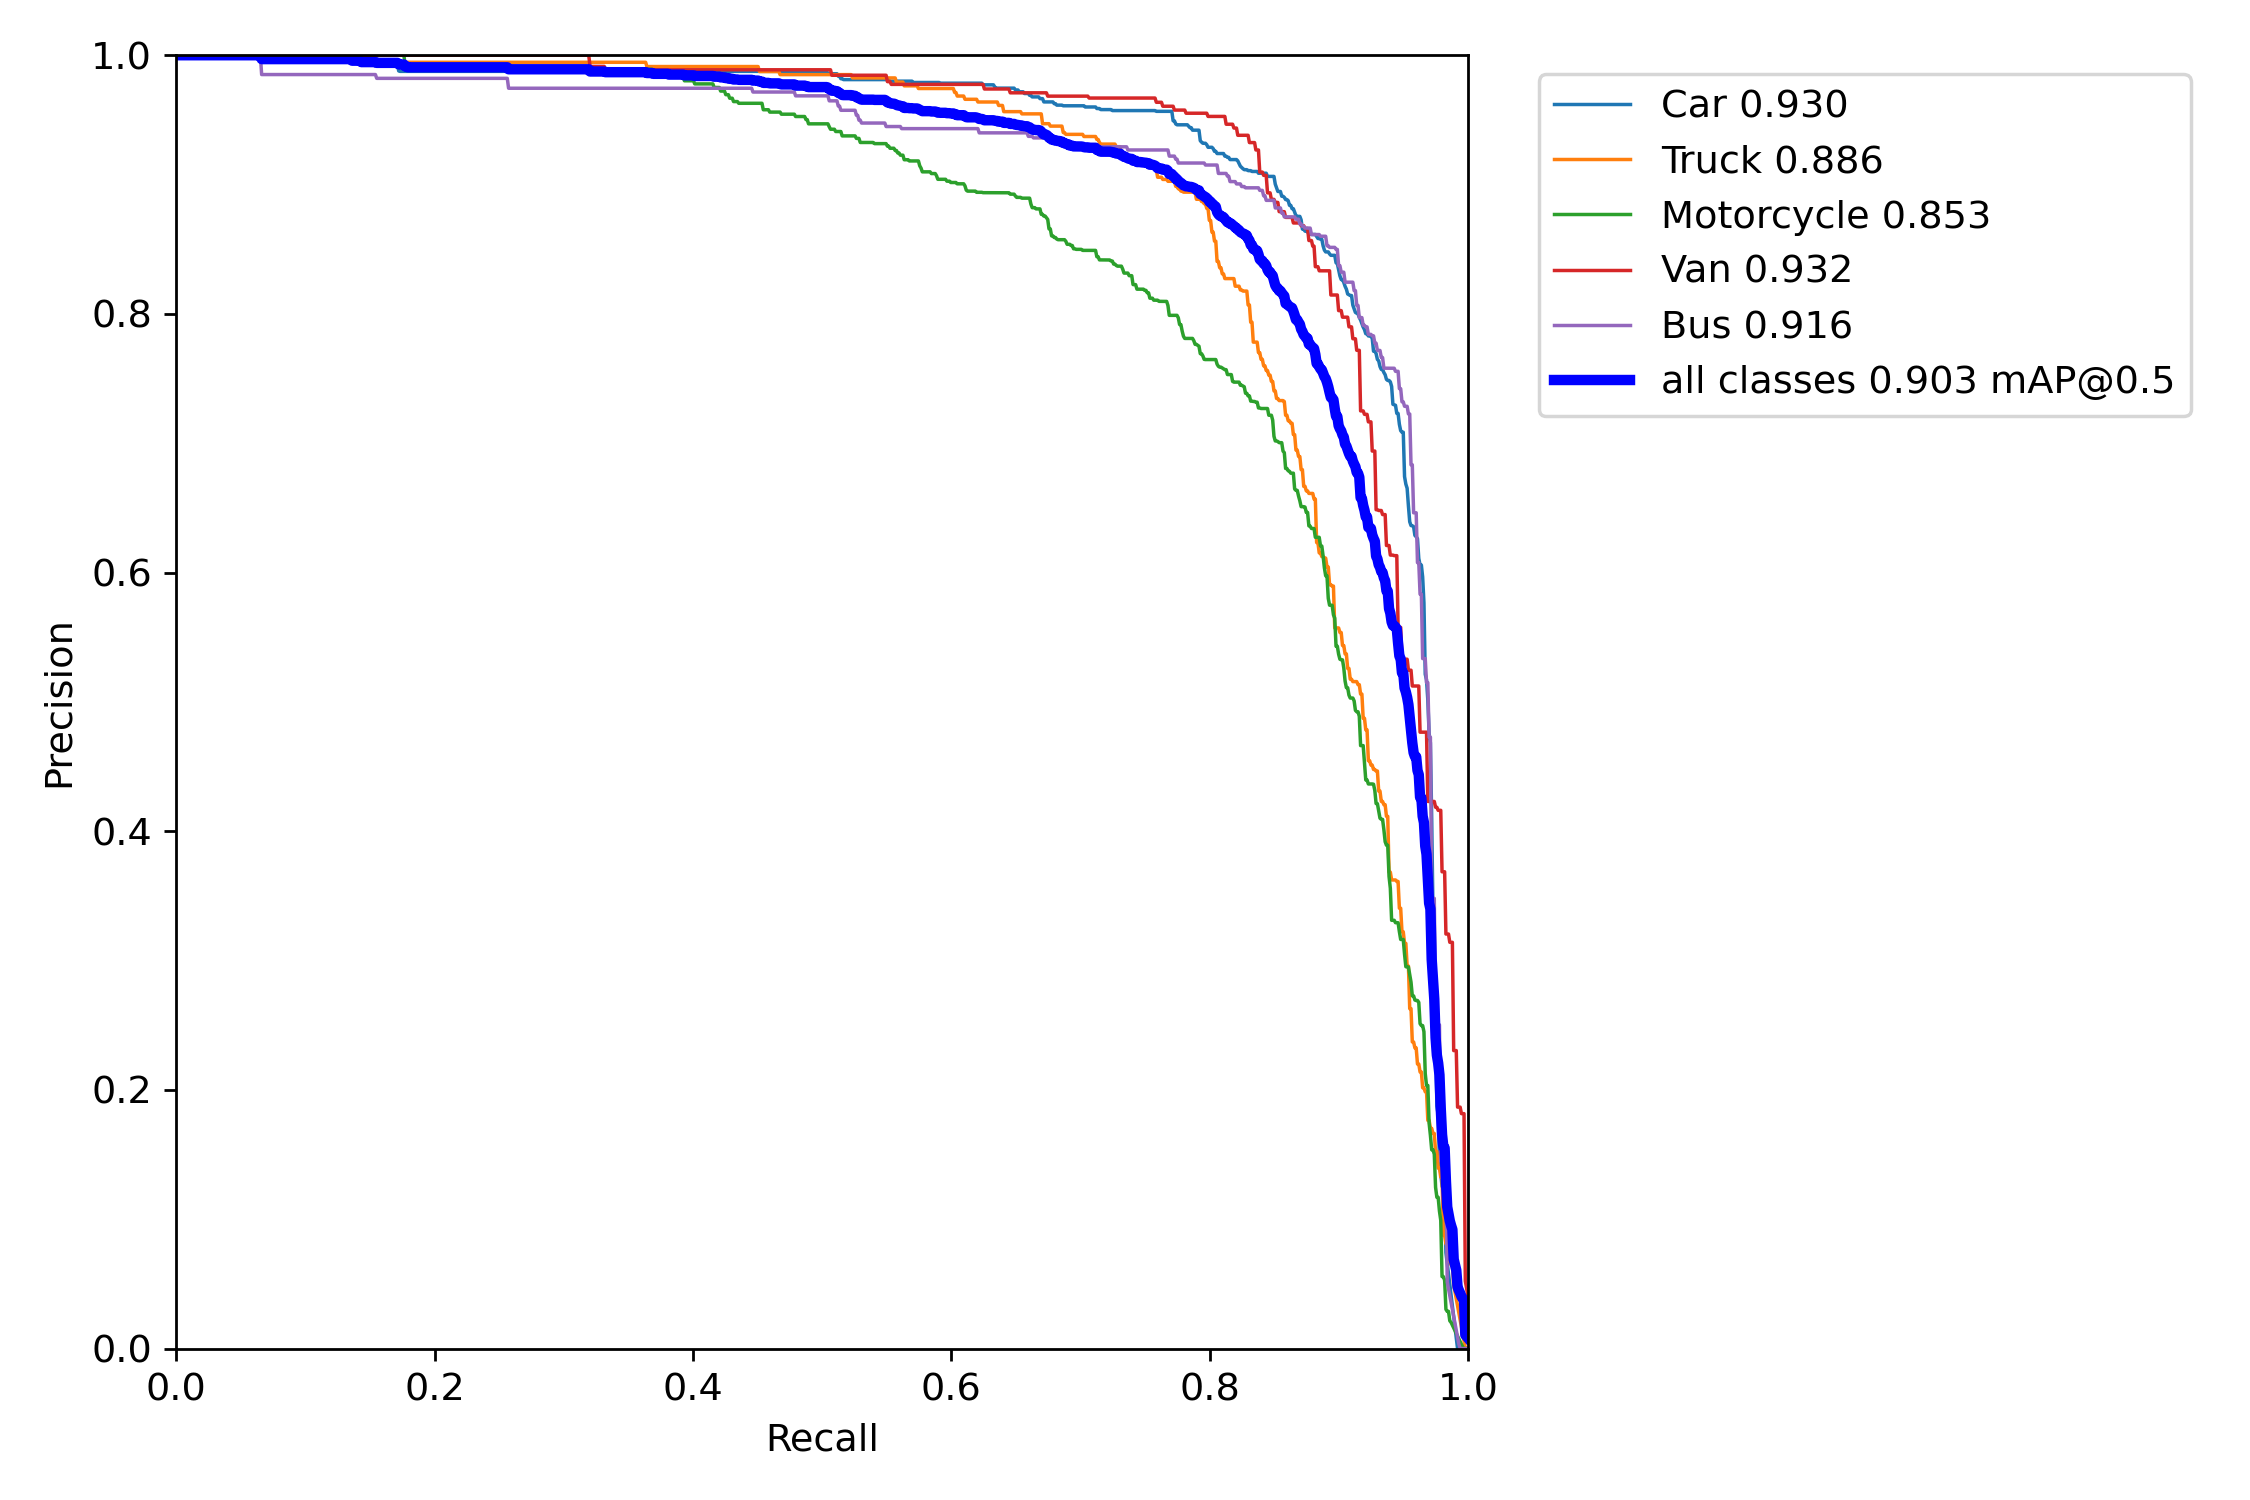 1.0
0.8
0.6
0.4
0.2
0.0
0.0 0.2 0.4 0.6 0.8 1.0
Precision
Recall
Car 0.930
Truck 0.886
Motorcycle 0.853
Van 0.932
Bus 0.916
all classes 0.903 mAP@0.5